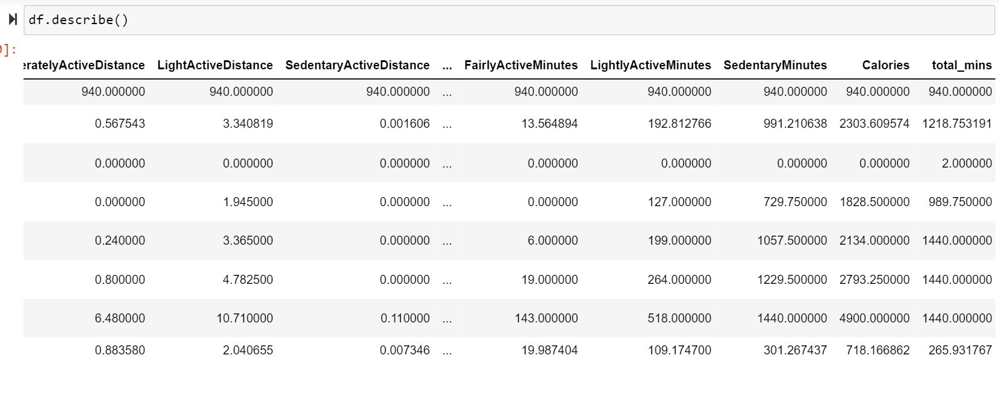 df.describe()
]:
eratelyActiveDistance LightActiveDistance SedentaryActiveDistance ... FairlyActiveMinutes LightlyActiveMinutes SedentaryMinutes Calories total_mins
940.000000 940.000000 940.000000 ... 940.000000 940.000000 940.000000 940.000000 940.000000
0.567543 3.340819 0.001606 ... 13.564894 192.812766 991.210638 2303.609574 1218.753191
0.000000 0.000000 0.000000 ... 0.000000 0.000000 0.000000 0.000000 2.000000
0.000000 1.945000 0.000000 ... 0.000000 127.000000 729.750000 1828.500000 989.750000
0.240000 3.365000 0.000000 ... 6.000000 199.000000 1057.500000 2134.000000 1440.000000
0.800000 4.782500 0.000000 ... 19.000000 264.000000 1229.500000 2793.250000 1440.000000
6.480000 10.710000 0.110000 ... 143.000000 518.000000 1440.000000 4900.000000 1440.000000
0.883580 2.040655 0.007346 ... 19.987404 109.174700 301.267437 718.166862 265.931767